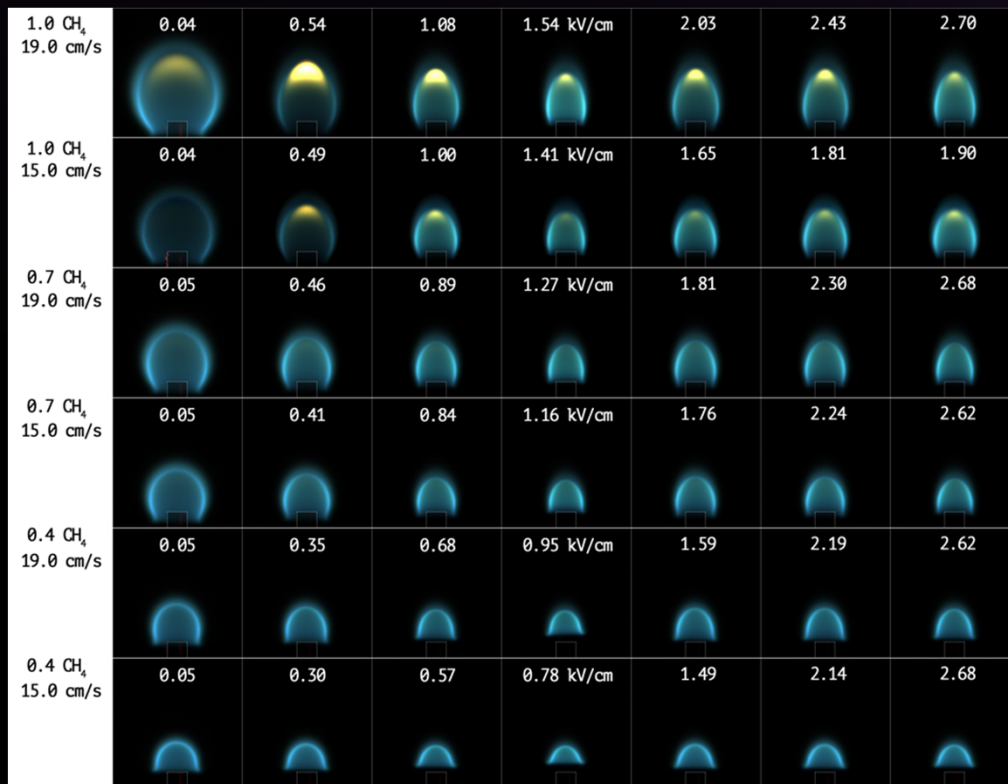 1.0 CH₄
19.0 cm/s
0.04 0.54 1.08 1.54 kV/cm 2.03 2.43 2.70
1.0 CH₄
15.0 cm/s
0.04 0.49 1.00 1.41 kV/cm 1.65 1.81 1.90
0.7 CH₄
19.0 cm/s
0.05 0.46 0.89 1.27 kV/cm 1.81 2.30 2.68
0.7 CH₄
15.0 cm/s
0.05 0.41 0.84 1.16 kV/cm 1.76 2.24 2.62
0.4 CH₄
19.0 cm/s
0.05 0.35 0.68 0.95 kV/cm 1.59 2.19 2.62
0.4 CH₄
15.0 cm/s
0.05 0.30 0.57 0.78 kV/cm 1.49 2.14 2.68